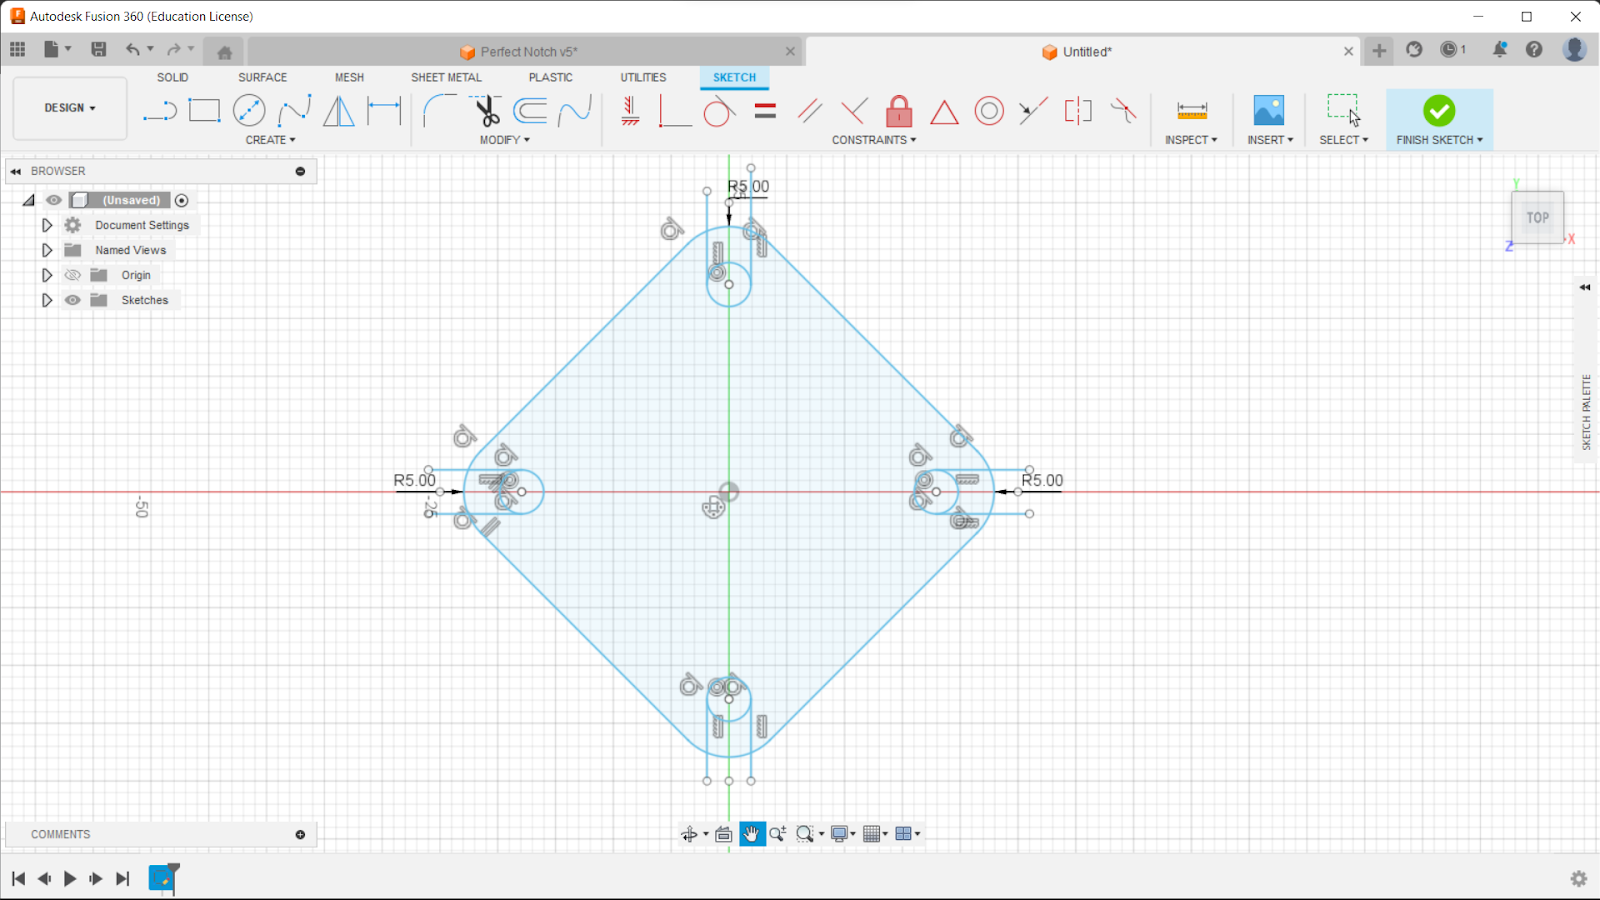 Autodesk Fusion 360 (Education License)
Perfect Notch v5*
Untitled*
1
SOLID SURFACE MESH SHEET METAL PLASTIC UTILITIES SKETCH
DESIGN
CREATE MODIFY CONSTRAINTS INSPECT INSERT SELECT FINISH SKETCH
BROWSER
(Unsaved)
Document Settings
Named Views
Origin
Sketches
R5.00
Y
TOP
X
Z
SKETCH PALETTE
R5.00
R5.00
-50
-25
COMMENTS